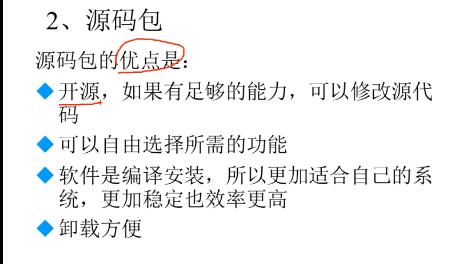 2、源码包
源码包的优点是：
开源，如果有足够的能力，可以修改源代
码
可以自由选择所需的功能
软件是编译安装，所以更加适合自己的系
统，更加稳定也效率更高
卸载方便